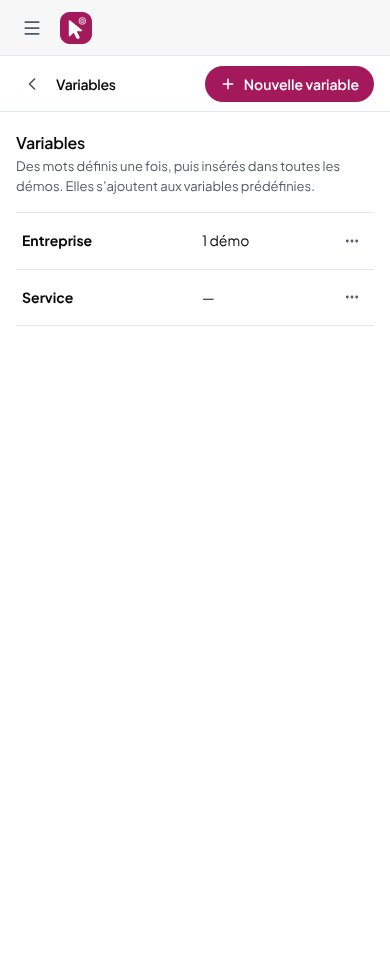 Variables
Nouvelle variable
Variables
Des mots définis une fois, puis insérés dans toutes les
démos. Elles s'ajoutent aux variables prédéfinies.
Entreprise 1 démo
Service —